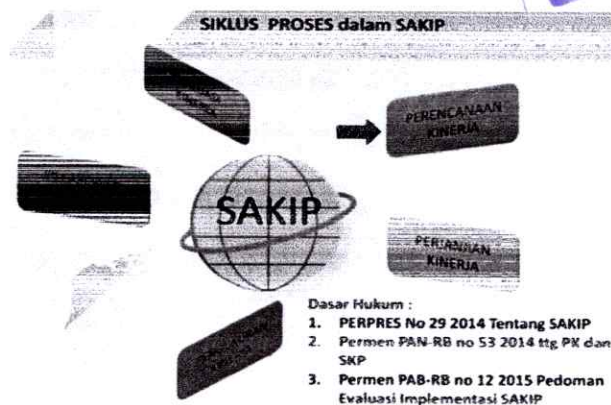 SIKLUS PROSES dalam SAKIP
KINERJA
PERENCANAAN
KINERJA
SAKIP
PERJANJIAN
KINERJA
Dasar Hukum :
1. PERPRES No 29 2014 Tentang SAKIP
2. Permen PAN-RB no 53 2014 ttg PK dan
SKP
3. Permen PAB-RB no 12 2015 Pedoman
Evaluasi Implementasi SAKIP